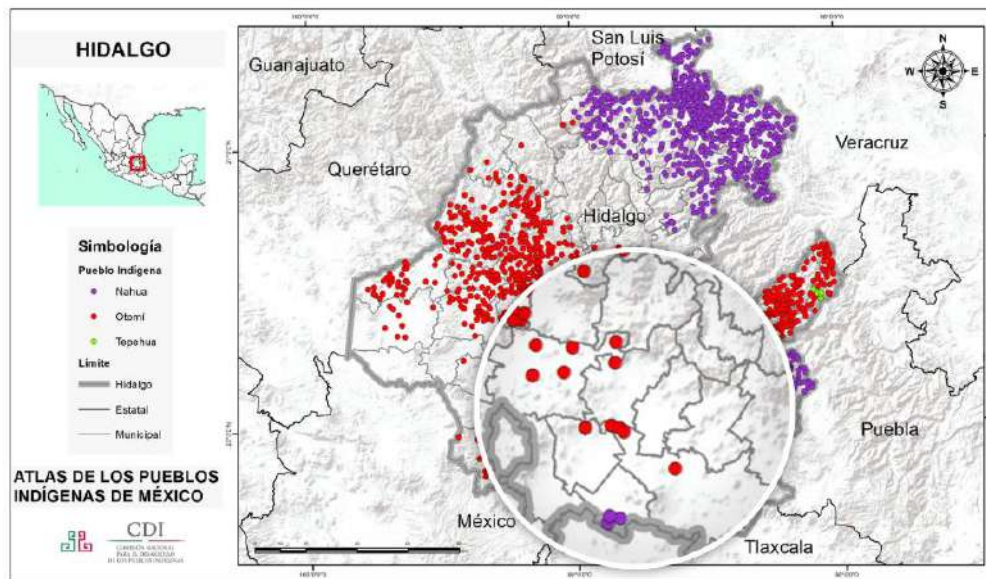 HIDALGO
Simbología
Pueblo Indígena
Nahua
Otomí
Tepehua
Límite
Hidalgo
Estatal
Municipal
ATLAS DE LOS PUEBLOS
INDÍGENAS DE MÉXICO
CDI
San Luis
Potosí
Guanajuato
N
W
E
S
Querétaro
Veracruz
Hidalgo
Puebla
México
Tlaxcala